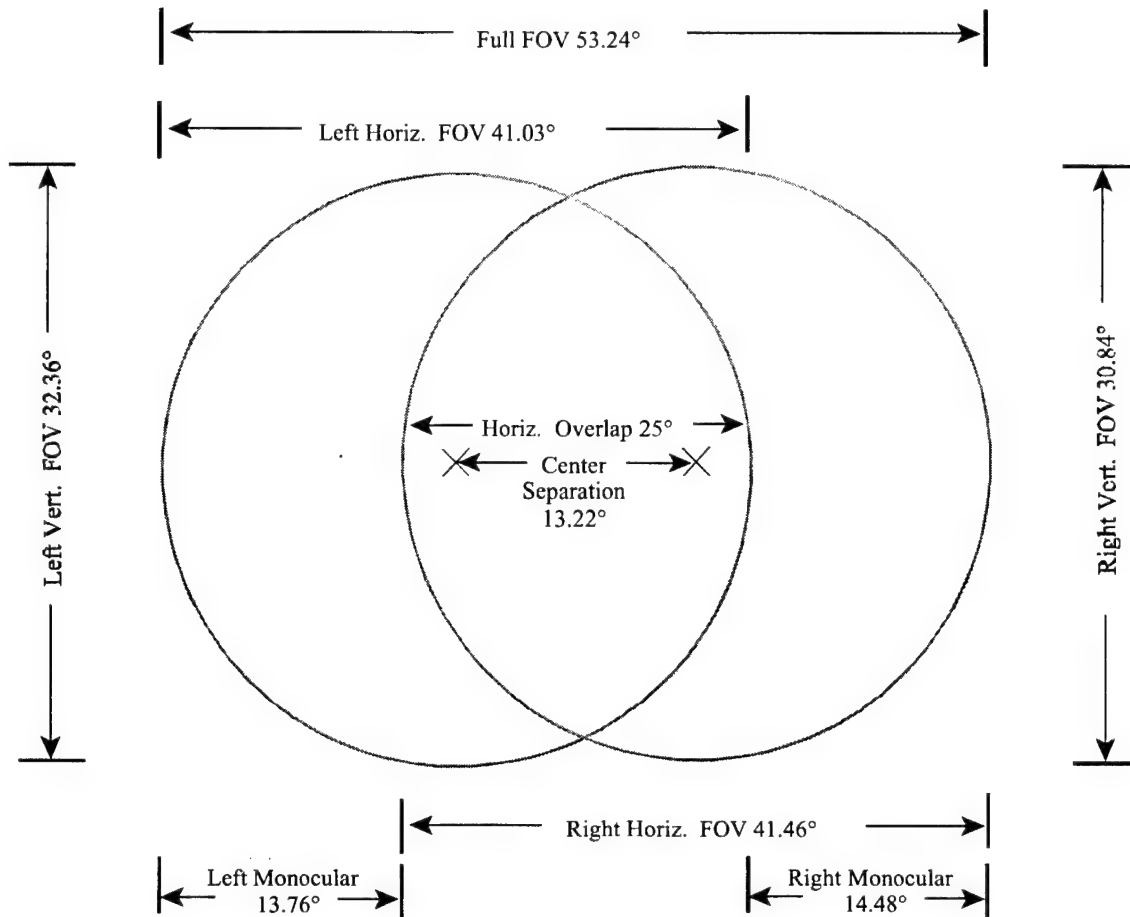 Full FOV 53.24°
Left Horiz. FOV 41.03°
Left Vert. FOV 32.36°
Right Vert. FOV 30.84°
Horiz. Overlap 25°
Center
Separation
13.22°
Right Horiz. FOV 41.46°
Left Monocular
13.76°
Right Monocular
14.48°